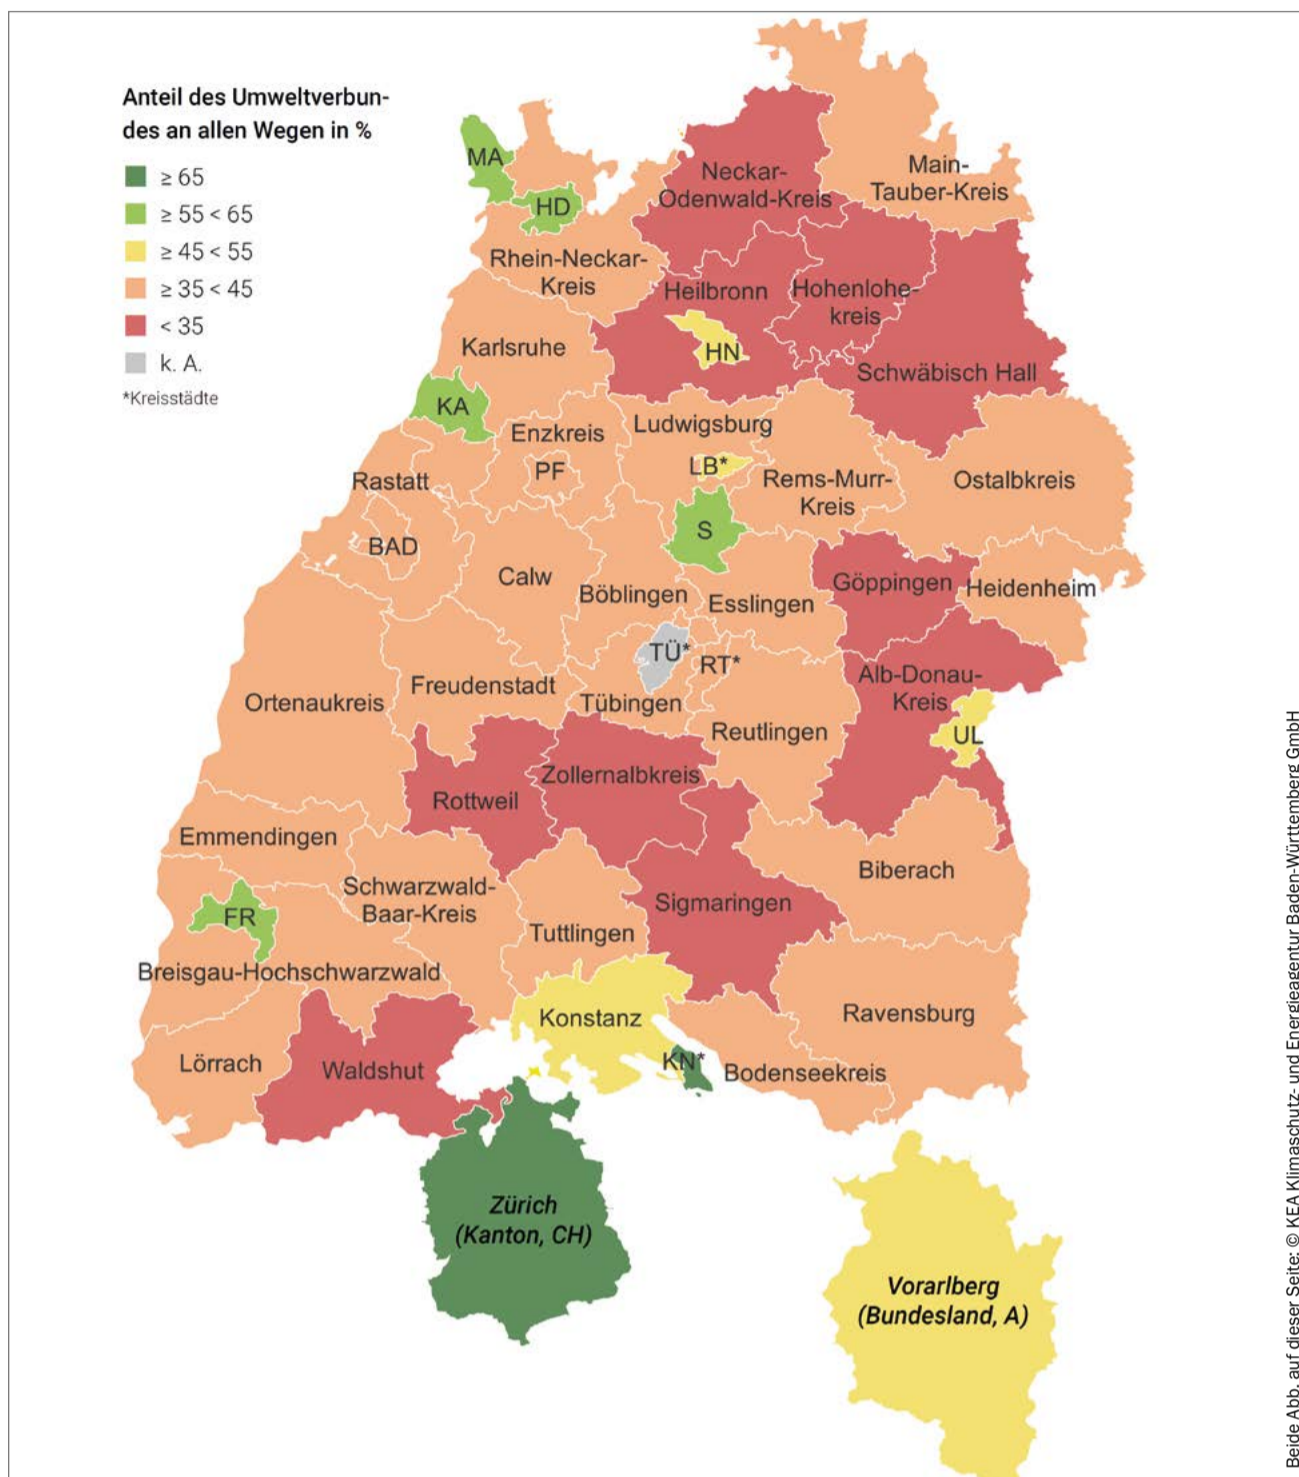 Anteil des Umweltverbun-
des an allen Wegen in %
≥ 65
≥ 55 < 65
≥ 45 < 55
≥ 35 < 45
< 35
k. A.
*Kreisstädte
MA
HD
Neckar-
Odenwald-Kreis
Main-
Tauber-Kreis
Rhein-Neckar-
Kreis
Heilbronn
Hohenlohe-
kreis
HN
Karlsruhe
Schwäbisch Hall
KA
Enzkreis
Ludwigsburg
PF
LB*
Rastatt
Rems-Murr-
Kreis
Ostalbkreis
S
BAD
Calw
Böblingen
Esslingen
Göppingen
Heidenheim
TÜ*
RT*
Alb-Donau-
Kreis
Freudenstadt
Ortenaukreis
Tübingen
Reutlingen
UL
Zollernalbkreis
Rottweil
Emmendingen
Biberach
Schwarzwald-
Baar-Kreis
Sigmaringen
FR
Tuttlingen
Breisgau-Hochschwarzwald
Konstanz
Ravensburg
Lörrach
Waldshut
KN*
Bodenseekreis
Zürich
(Kanton, CH)
Vorarlberg
(Bundesland, A)
Beide Abb. auf dieser Seite: © KEA Klimaschutz- und Energieagentur Baden-Württemberg GmbH